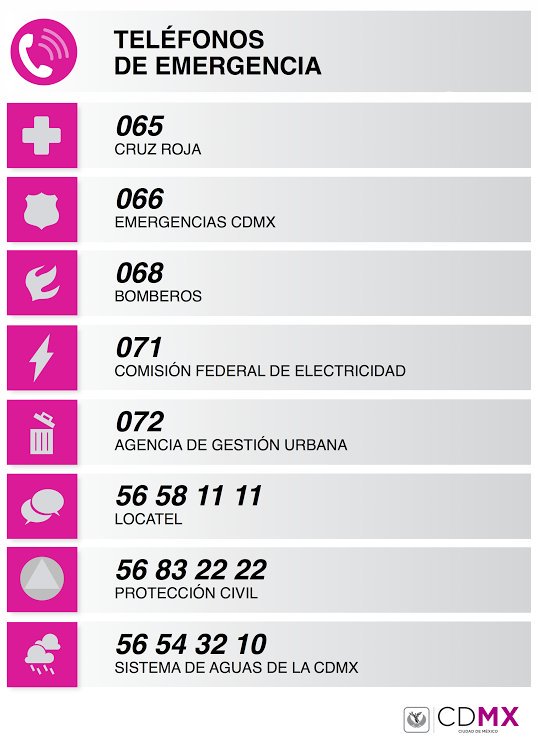 TELÉFONOS
DE EMERGENCIA
065
CRUZ ROJA
066
EMERGENCIAS CDMX
068
BOMBEROS
071
COMISIÓN FEDERAL DE ELECTRICIDAD
072
AGENCIA DE GESTIÓN URBANA
56 58 11 11
LOCATEL
56 83 22 22
PROTECCIÓN CIVIL
56 54 32 10
SISTEMA DE AGUAS DE LA CDMX
CDMX
CIUDAD DE MÉXICO